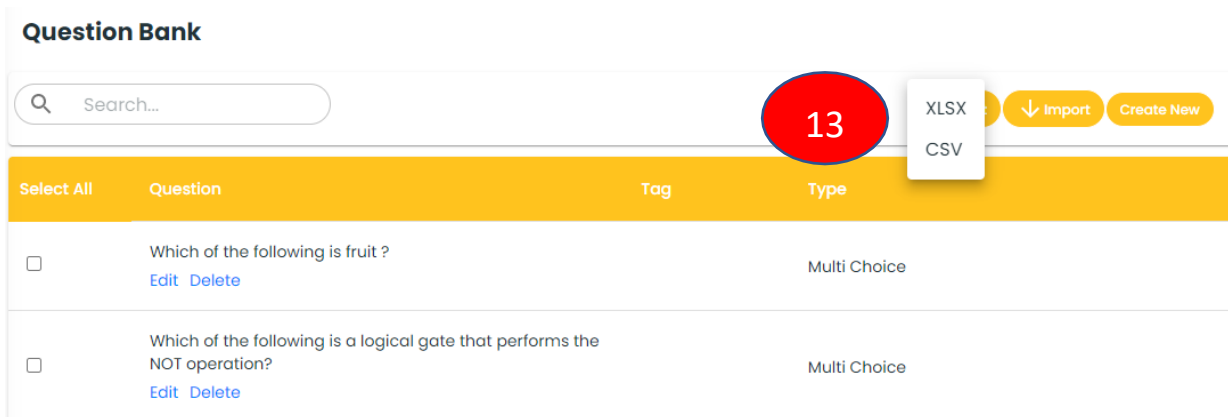 Question Bank
Search...
13
XLSX
CSV
Import
Create New
Select All Question Tag Type
Which of the following is fruit ?
Edit Delete
Multi Choice
Which of the following is a logical gate that performs the
NOT operation?
Edit Delete
Multi Choice